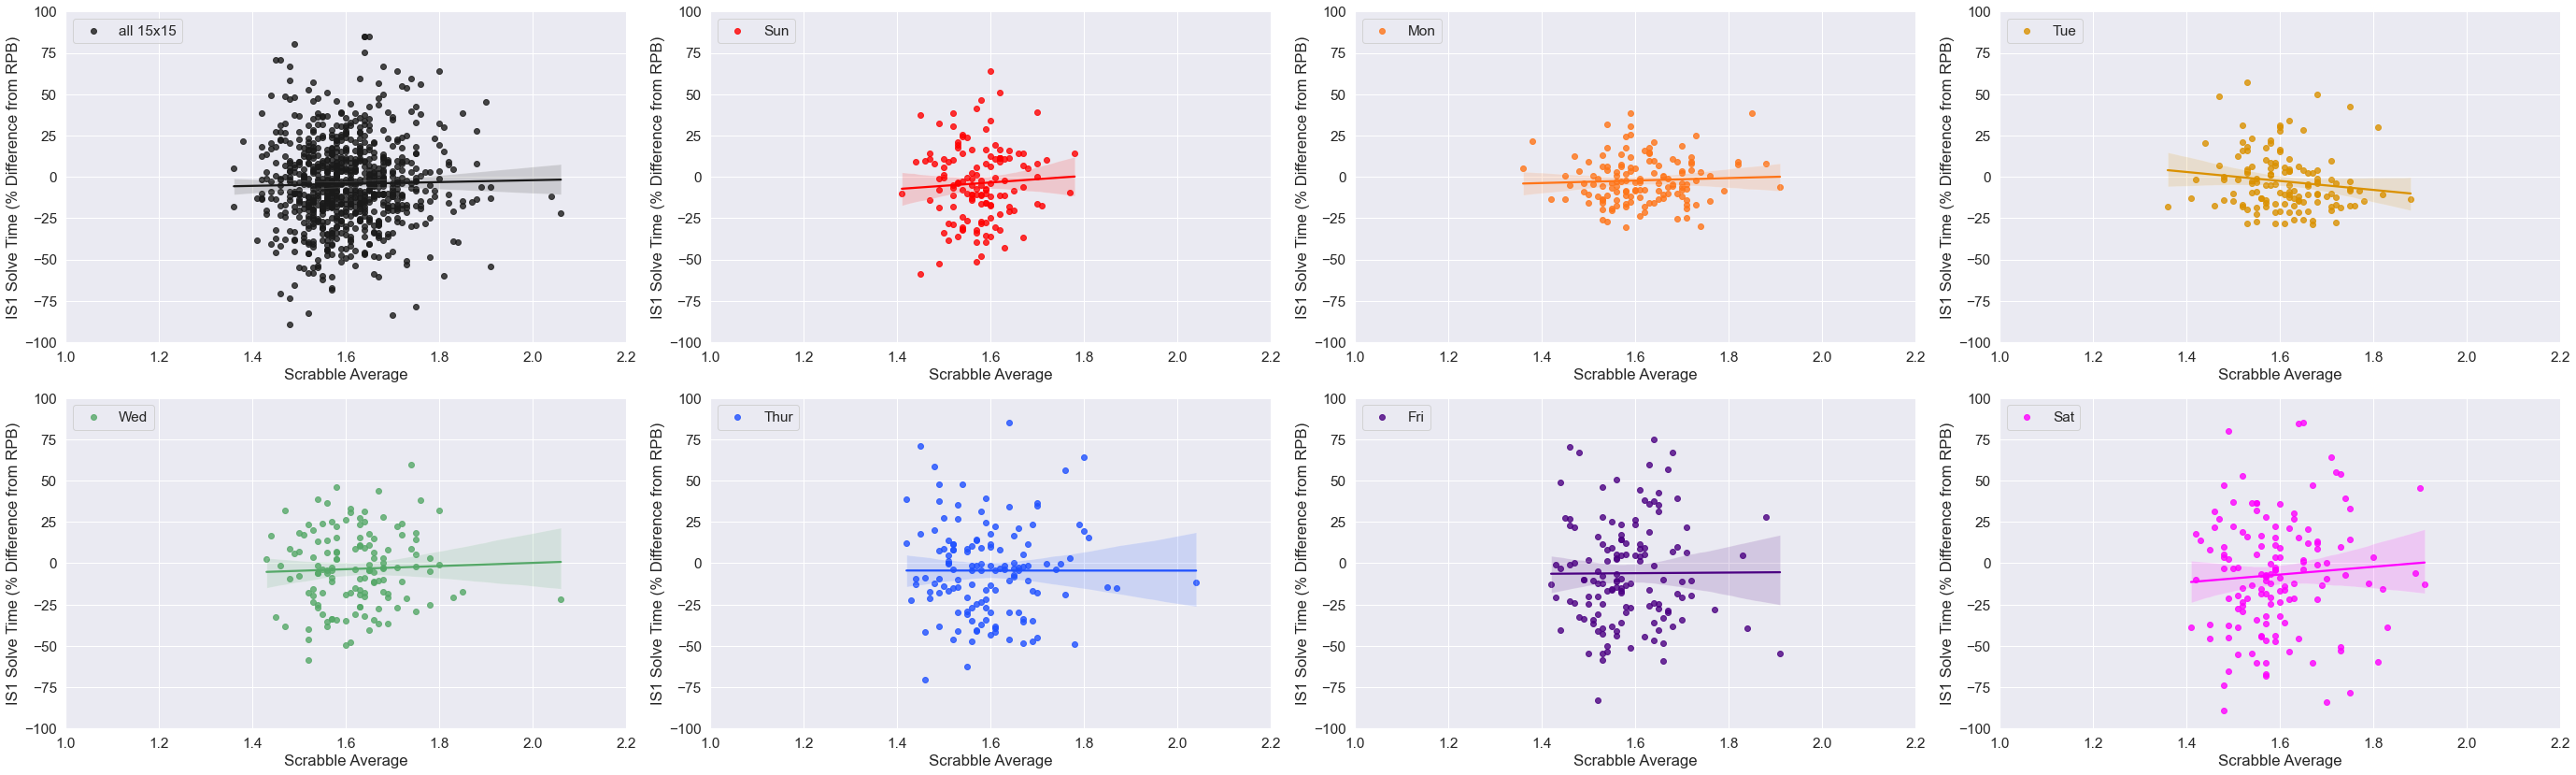 100
75
50
25
0
−25
−50
−75
−100
IS1 Solve Time (% Difference from RPB)
all 15x15
1.0 1.2 1.4 1.6 1.8 2.0 2.2
Scrabble Average
100
75
50
25
0
−25
−50
−75
−100
IS1 Solve Time (% Difference from RPB)
Sun
1.0 1.2 1.4 1.6 1.8 2.0 2.2
Scrabble Average
100
75
50
25
0
−25
−50
−75
−100
IS1 Solve Time (% Difference from RPB)
Mon
1.0 1.2 1.4 1.6 1.8 2.0 2.2
Scrabble Average
100
75
50
25
0
−25
−50
−75
−100
IS1 Solve Time (% Difference from RPB)
Tue
1.0 1.2 1.4 1.6 1.8 2.0 2.2
Scrabble Average
100
75
50
25
0
−25
−50
−75
−100
IS1 Solve Time (% Difference from RPB)
Wed
1.0 1.2 1.4 1.6 1.8 2.0 2.2
Scrabble Average
100
75
50
25
0
−25
−50
−75
−100
IS1 Solve Time (% Difference from RPB)
Thur
1.0 1.2 1.4 1.6 1.8 2.0 2.2
Scrabble Average
100
75
50
25
0
−25
−50
−75
−100
IS1 Solve Time (% Difference from RPB)
Fri
1.0 1.2 1.4 1.6 1.8 2.0 2.2
Scrabble Average
100
75
50
25
0
−25
−50
−75
−100
IS1 Solve Time (% Difference from RPB)
Sat
1.0 1.2 1.4 1.6 1.8 2.0 2.2
Scrabble Average